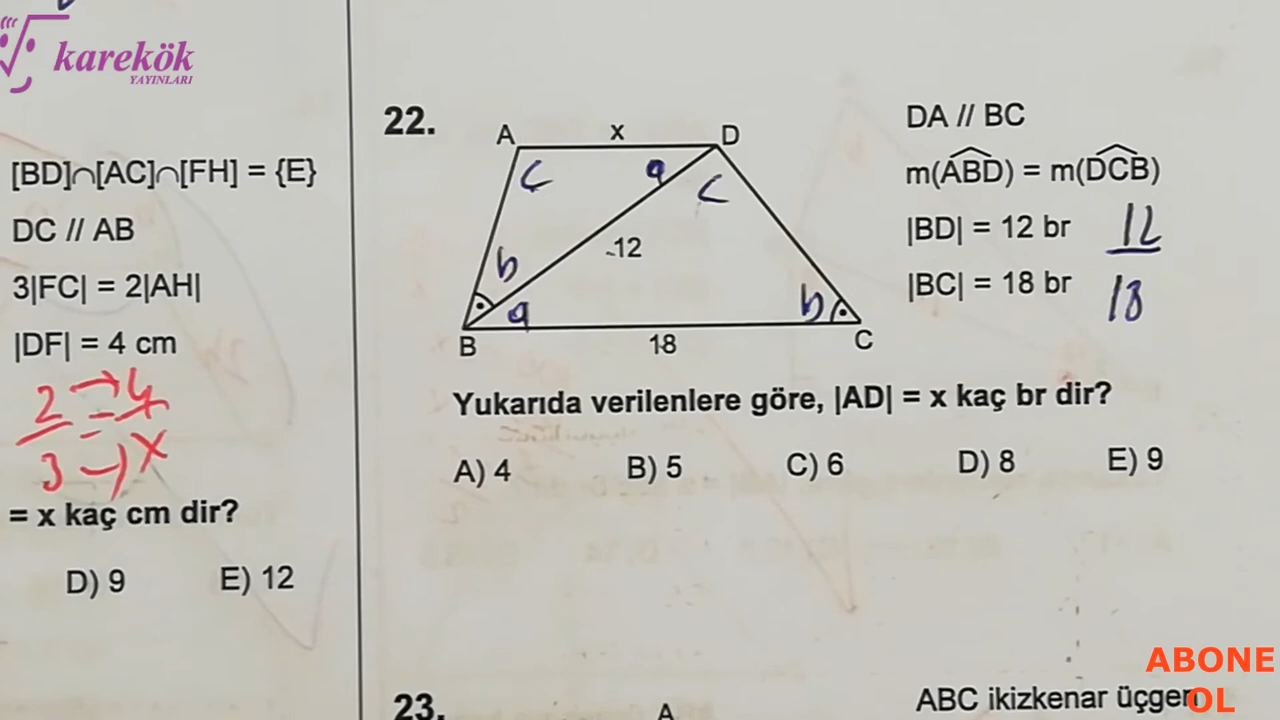 karekök
YAYINLARI
[BD]∩[AC]∩[FH] = {E}
DC // AB
3|FC| = 2|AH|
|DF| = 4 cm
2 → 4
=
3 → x
= x kaç cm dir?
D) 9 E) 12
22.
A x D
c a c
b -12
a b
B 18 C
DA // BC
m(ABD) = m(DCB)
|BD| = 12 br 12
|BC| = 18 br 18
Yukarıda verilenlere göre, |AD| = x kaç br dir?
A) 4 B) 5 C) 6 D) 8 E) 9
23. A
ABC ikizkenar üçgen
ABONE
OL